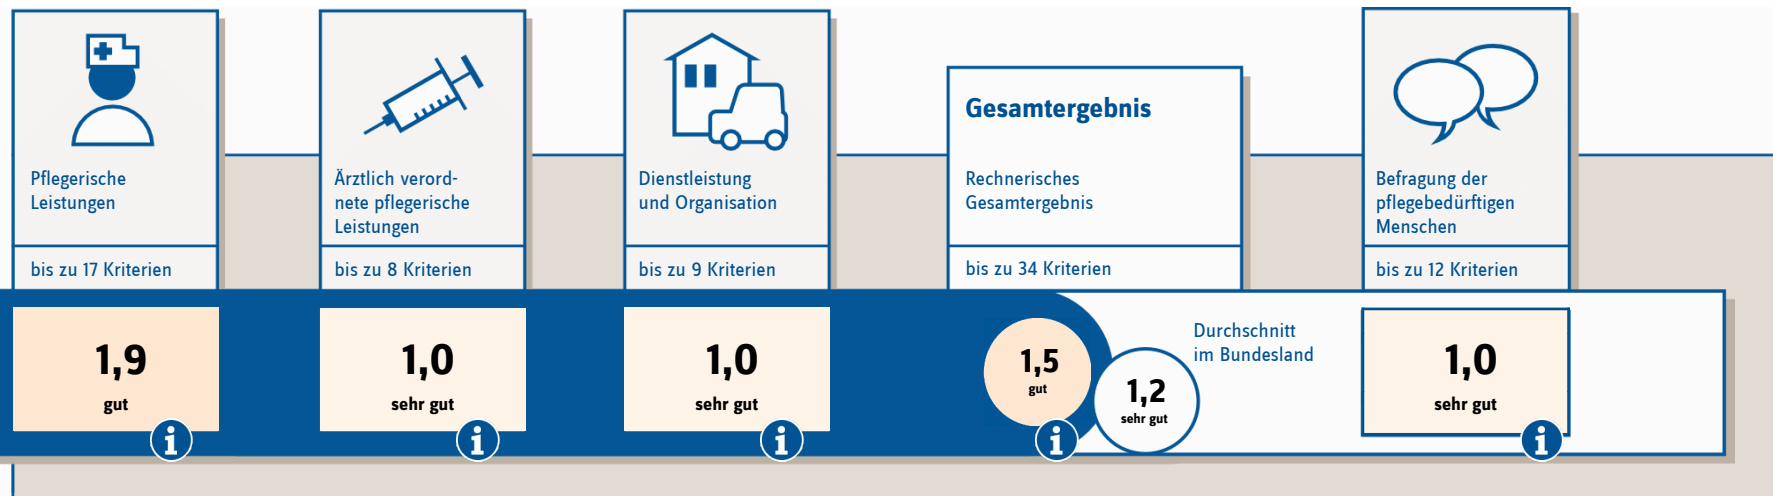 Pflegerische
Leistungen
bis zu 17 Kriterien
1,9
gut
i
Ärztlich verord-
nete pflegerische
Leistungen
bis zu 8 Kriterien
1,0
sehr gut
i
Dienstleistung
und Organisation
bis zu 9 Kriterien
1,0
sehr gut
i
Gesamtergebnis
Rechnerisches
Gesamtergebnis
bis zu 34 Kriterien
1,5
gut
i
1,2
sehr gut
Durchschnitt
im Bundesland
Befragung der
pflegebedürftigen
Menschen
bis zu 12 Kriterien
1,0
sehr gut
i